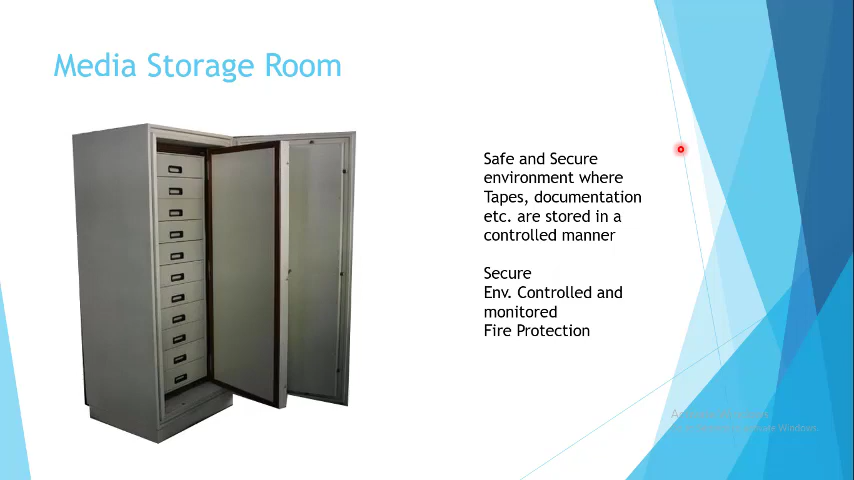 Media Storage Room
Safe and Secure
environment where
Tapes, documentation
etc. are stored in a
controlled manner
Secure
Env. Controlled and
monitored
Fire Protection
Windows.